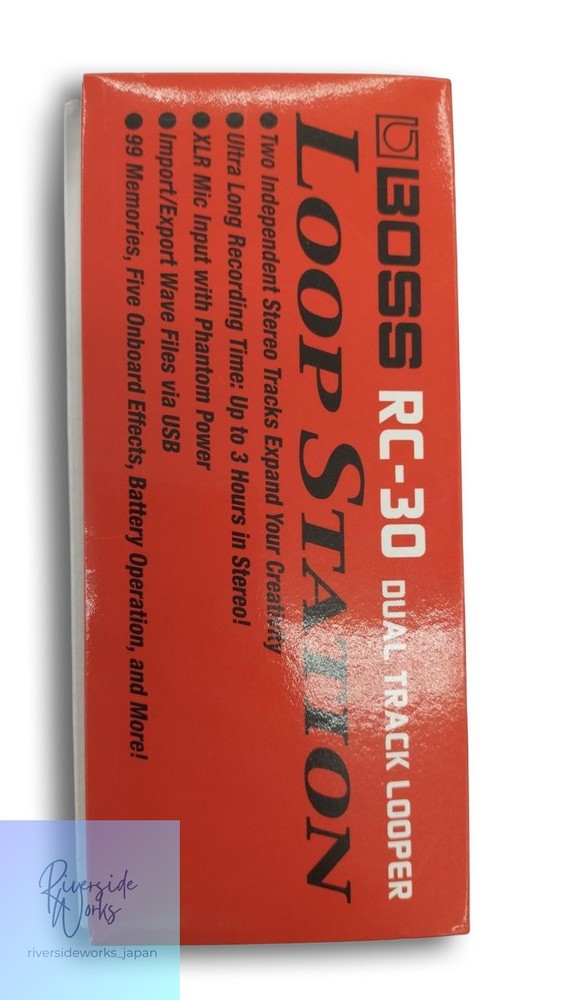 BOSS RC-30 DUAL TRACK LOOPER
LOOP STATION
● Two Independent Stereo Tracks Expand Your Creativity
● Ultra Long Recording Time: Up to 3 Hours in Stereo!
● XLR Mic Input with Phantom Power
● Import/Export Wave Files via USB
● 99 Memories, Five Onboard Effects, Battery Operation, and More!
Riverside
Works
riversideworks_japan